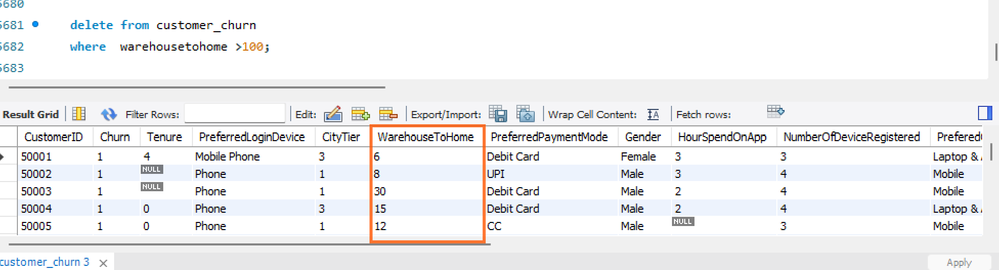 5680
5681 delete from customer_churn
5682 where warehousetohome >100;
5683
Result Grid Filter Rows: Edit: Export/Import: Wrap Cell Content: Fetch rows:
CustomerID Churn Tenure PreferredLoginDevice CityTier WarehouseToHome PreferredPaymentMode Gender HourSpendOnApp NumberOfDeviceRegistered Prefered
50001 1 4 Mobile Phone 3 6 Debit Card Female 3 3 Laptop &
50002 1 NULL Phone 1 8 UPI Male 3 4 Mobile
50003 1 NULL Phone 1 30 Debit Card Male 2 4 Mobile
50004 1 0 Phone 3 15 Debit Card Male 2 4 Laptop &
50005 1 0 Phone 1 12 CC Male NULL 3 Mobile
customer_churn 3 Apply